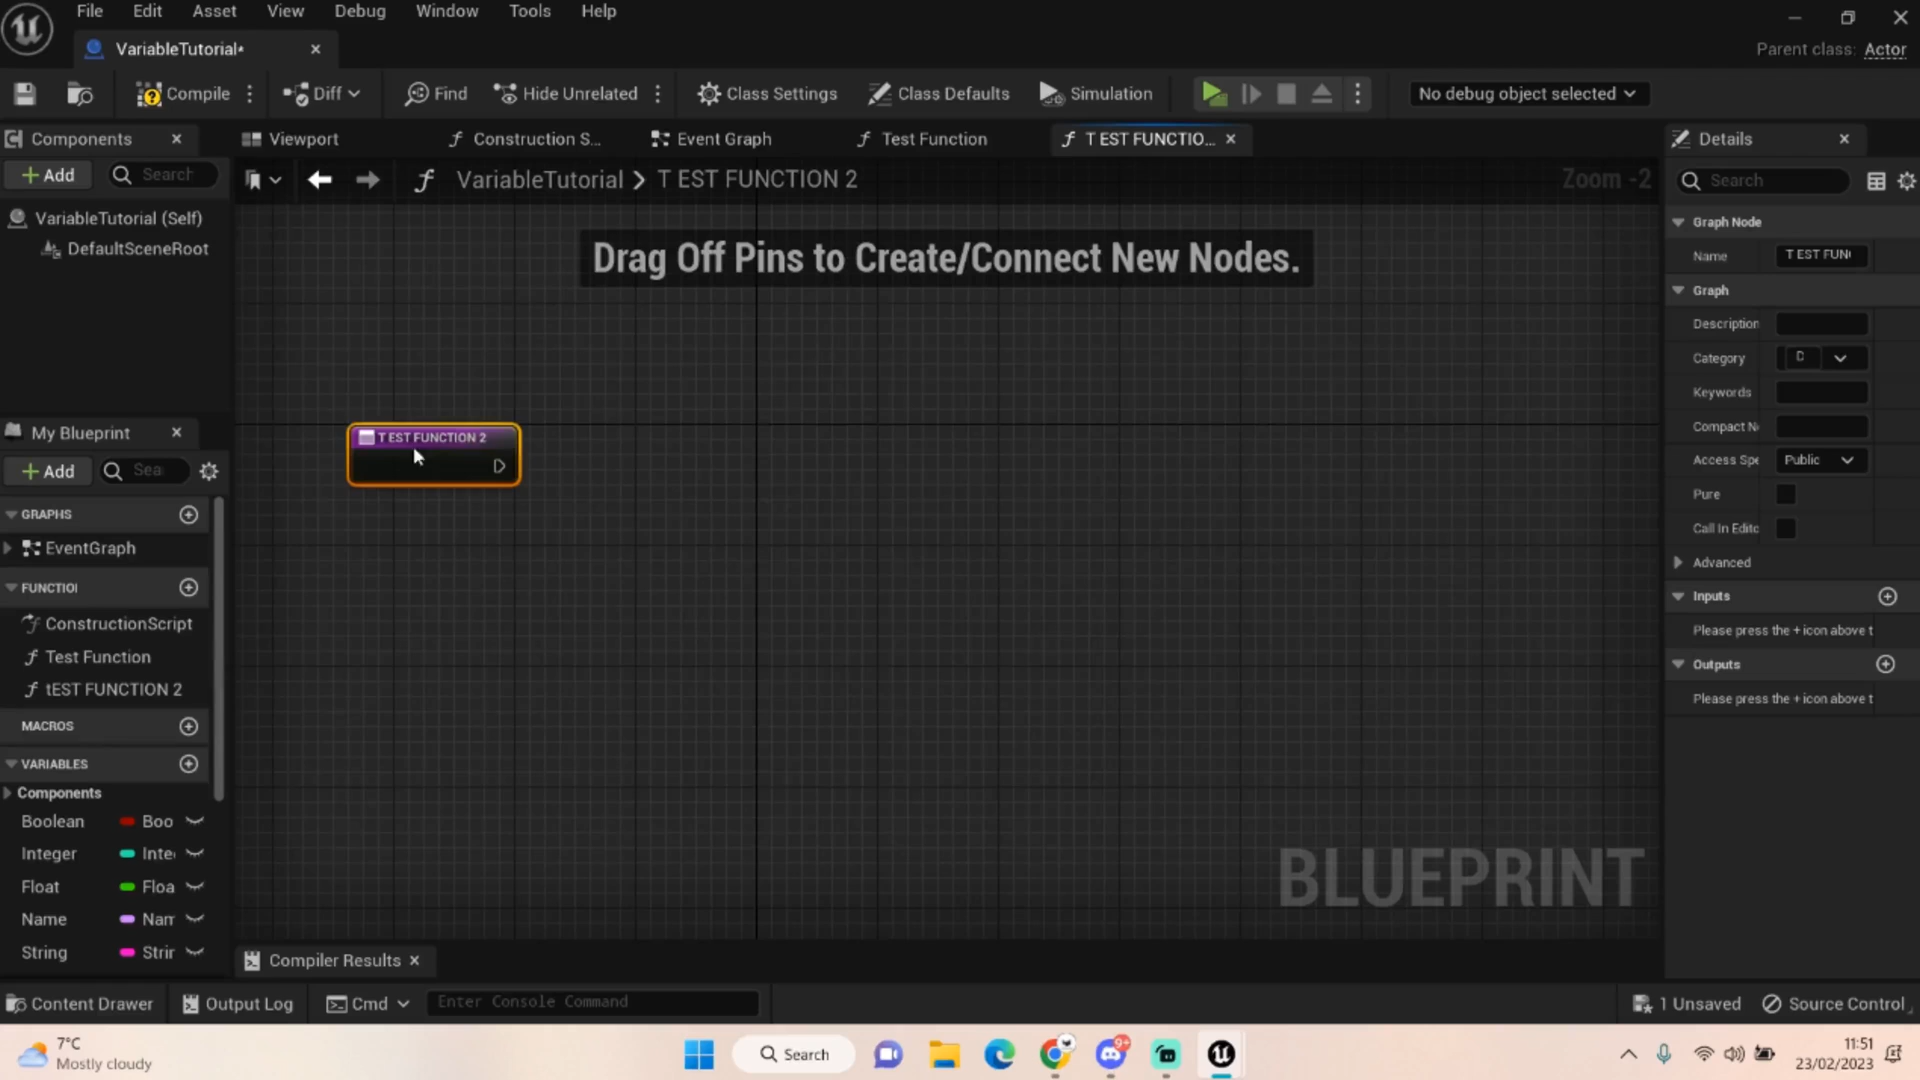 File Edit Asset View Debug Window Tools Help
VariableTutorial*
Parent class: Actor
Compile Diff Find Hide Unrelated Class Settings Class Defaults Simulation No debug object selected
Components Viewport Construction S... Event Graph Test Function T EST FUNCTIO... Details
Add Search VariableTutorial > T EST FUNCTION 2 Zoom -2 Search
VariableTutorial (Self)
DefaultSceneRoot
Drag Off Pins to Create/Connect New Nodes.
Graph Node
Name T EST FUN
Graph
Description
Category D
Keywords
Compact N
Access Spe Public
Pure
Call In Edito
Advanced
Inputs
Please press the + icon above t
Outputs
Please press the + icon above t
T EST FUNCTION 2
My Blueprint
Add Sea
GRAPHS
EventGraph
FUNCTIO
ConstructionScript
Test Function
tEST FUNCTION 2
MACROS
VARIABLES
Components
Boolean Boo
Integer Inte
Float Floa
Name Nam
String Strin
BLUEPRINT
Compiler Results
Content Drawer Output Log Cmd Enter Console Command 1 Unsaved Source Control
7°C
Mostly cloudy
Search
9+
11:51
23/02/2023